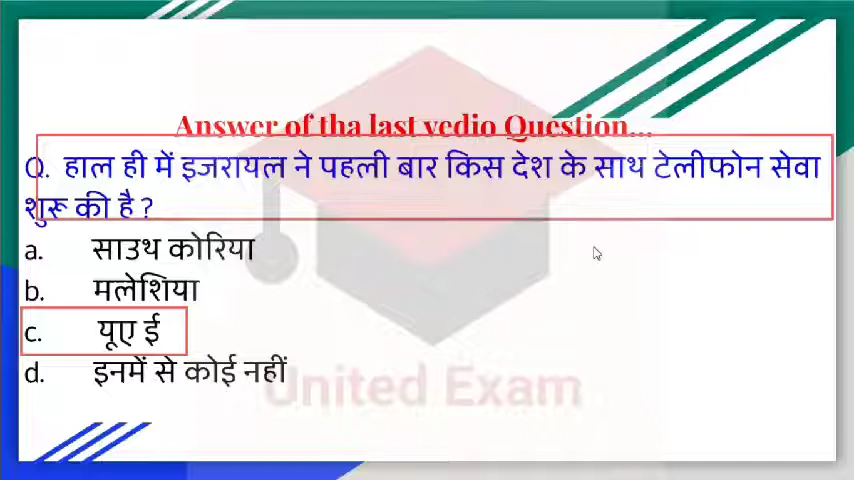 Answer of tha last vedio Question...
Q. हाल ही में इजरायल ने पहली बार किस देश के साथ टेलीफोन सेवा
शुरू की है ?
a. साउथ कोरिया
b. मलेशिया
c. यूए ई
d. इनमें से कोई नहीं
United Exam